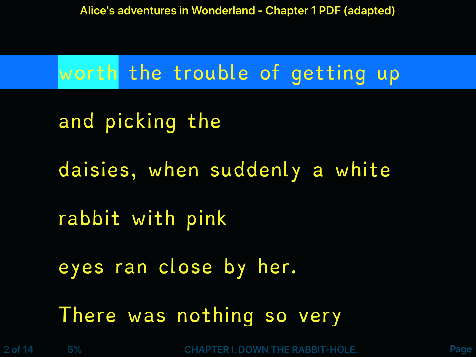 Alice's adventures in Wonderland - Chapter 1 PDF (adapted)
worth the trouble of getting up
and picking the
daisies, when suddenly a white
rabbit with pink
eyes ran close by her.
There was nothing so very
2 of 14 5% CHAPTER I. DOWN THE RABBIT-HOLE. Page